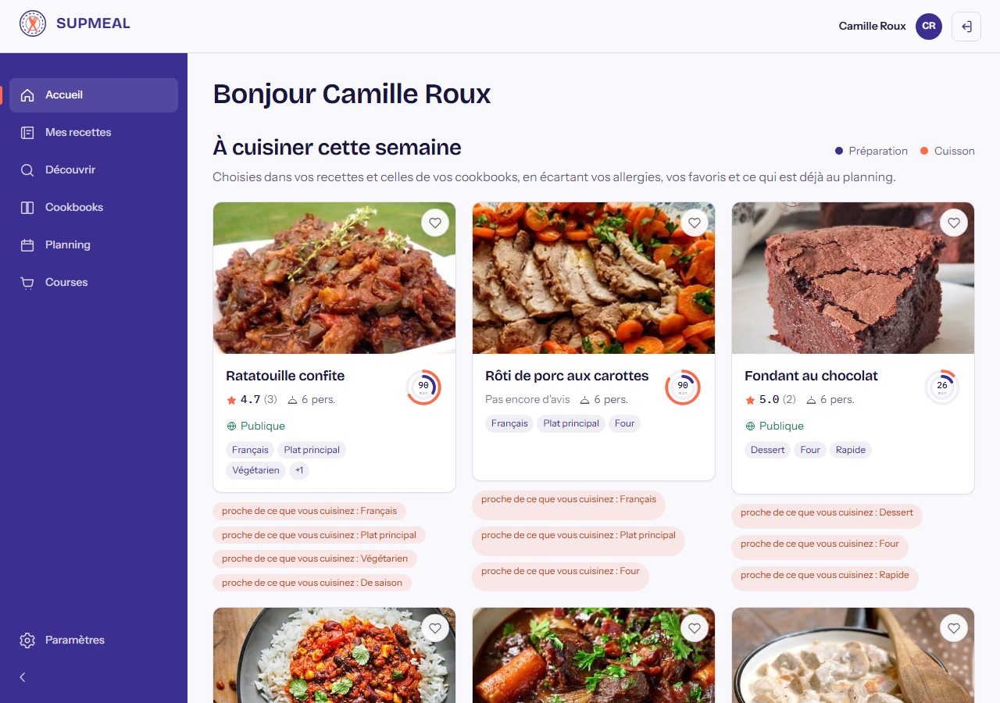 SUPMEAL
Camille Roux
CR
Accueil
Mes recettes
Découvrir
Cookbooks
Planning
Courses
Paramètres
Bonjour Camille Roux
À cuisiner cette semaine
Préparation
Cuisson
Choisies dans vos recettes et celles de vos cookbooks, en écartant vos allergies, vos favoris et ce qui est déjà au planning.
Ratatouille confite
90
min
4.7 (3)
6 pers.
Publique
Français
Plat principal
Végétarien
+1
proche de ce que vous cuisinez : Français
proche de ce que vous cuisinez : Plat principal
proche de ce que vous cuisinez : Végétarien
proche de ce que vous cuisinez : De saison
Rôti de porc aux carottes
90
min
Pas encore d'avis
6 pers.
Français
Plat principal
Four
proche de ce que vous cuisinez : Français
proche de ce que vous cuisinez : Plat principal
proche de ce que vous cuisinez : Four
Fondant au chocolat
26
min
5.0 (2)
6 pers.
Publique
Dessert
Four
Rapide
proche de ce que vous cuisinez : Dessert
proche de ce que vous cuisinez : Four
proche de ce que vous cuisinez : Rapide